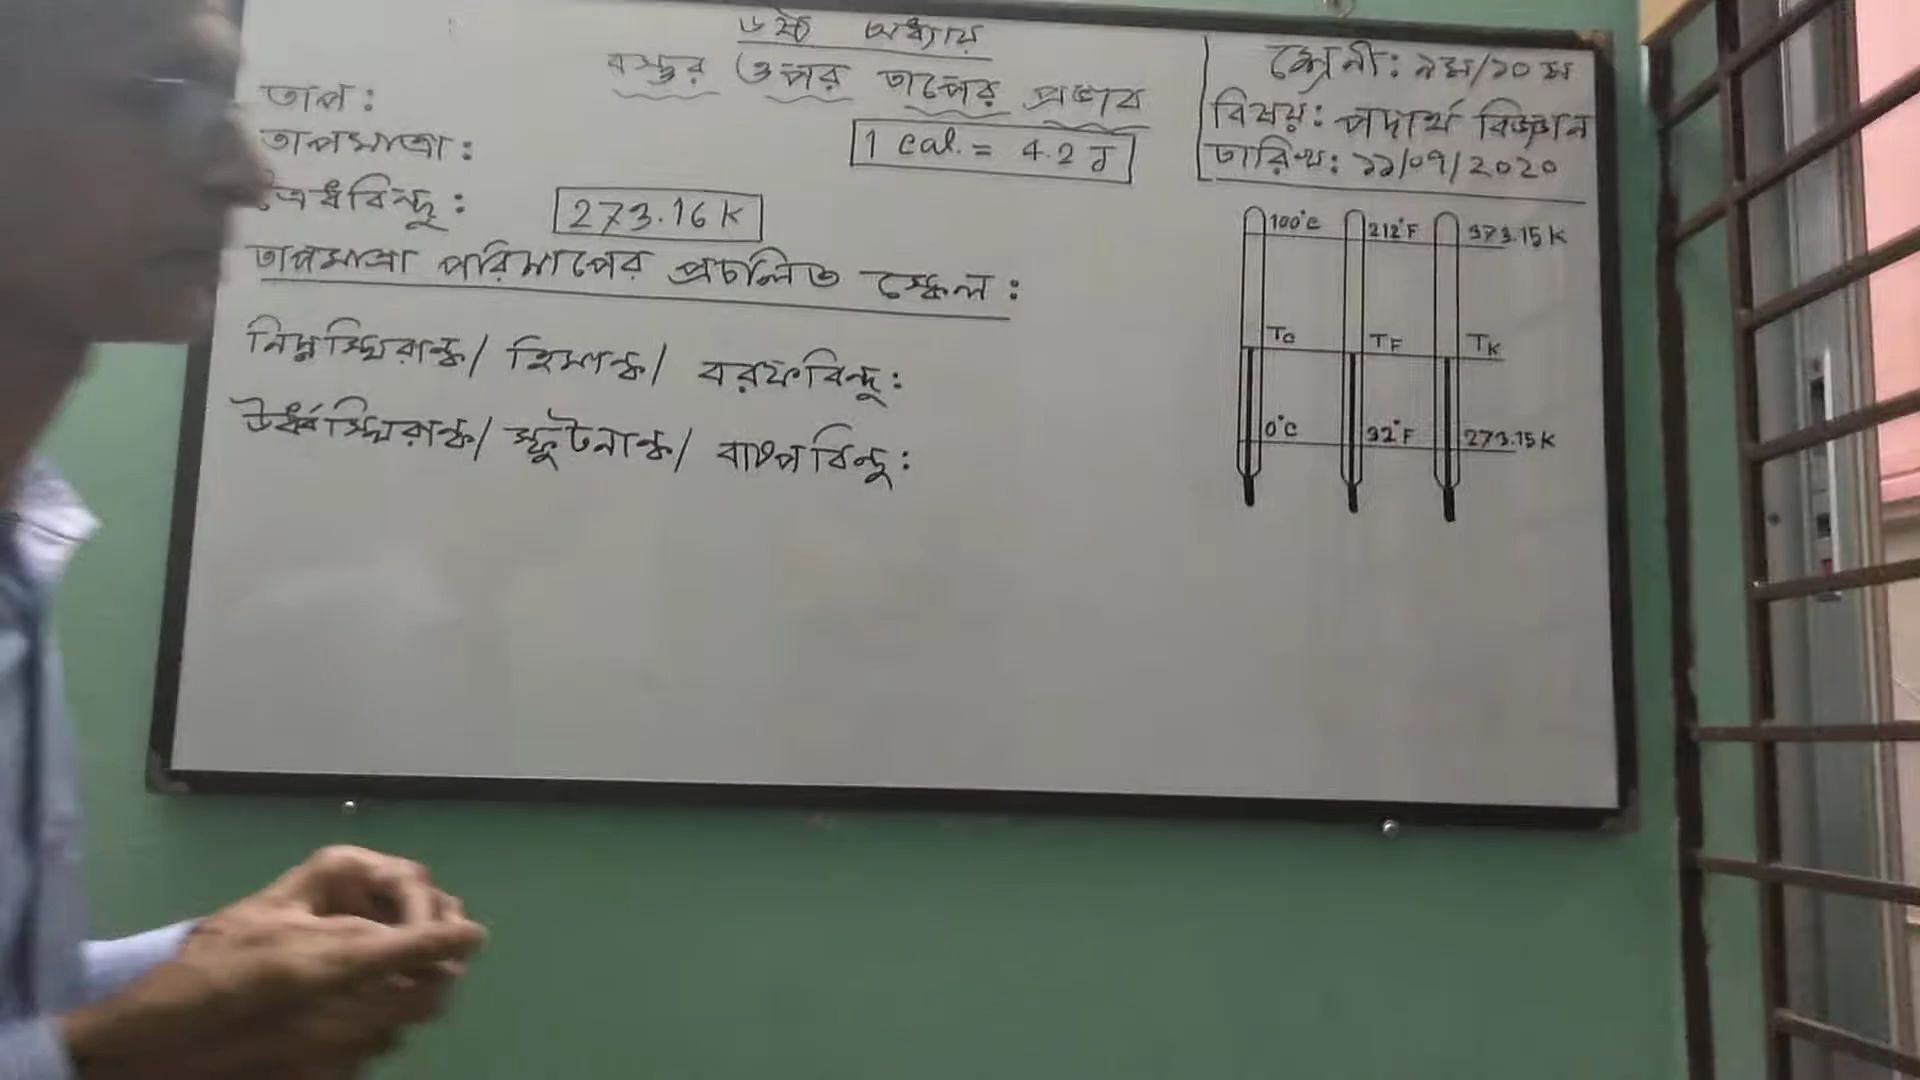 ৬ষ্ঠ অধ্যায়
বস্তুর ওপর তাপের প্রভাব
তাপ:
তাপমাত্রা:
1 cal. = 4.2 J
ত্রৈধবিন্দু:
273.16 K
তাপমাত্রা পরিমাপের প্রচলিত স্কেল:
নিম্নস্থিরাঙ্ক/ হিমাঙ্ক/ বরফবিন্দু:
ঊর্ধ্বস্থিরাঙ্ক/ স্ফুটনাঙ্ক/ বাষ্পবিন্দু:
শ্রেনী: ৯ম/১০ম
বিষয়: পদার্থ বিজ্ঞান
তারিখ: ১১/০৭/2020
100°C 212°F 373.15 K
Tc TF TK
0°C 32°F 273.15 K